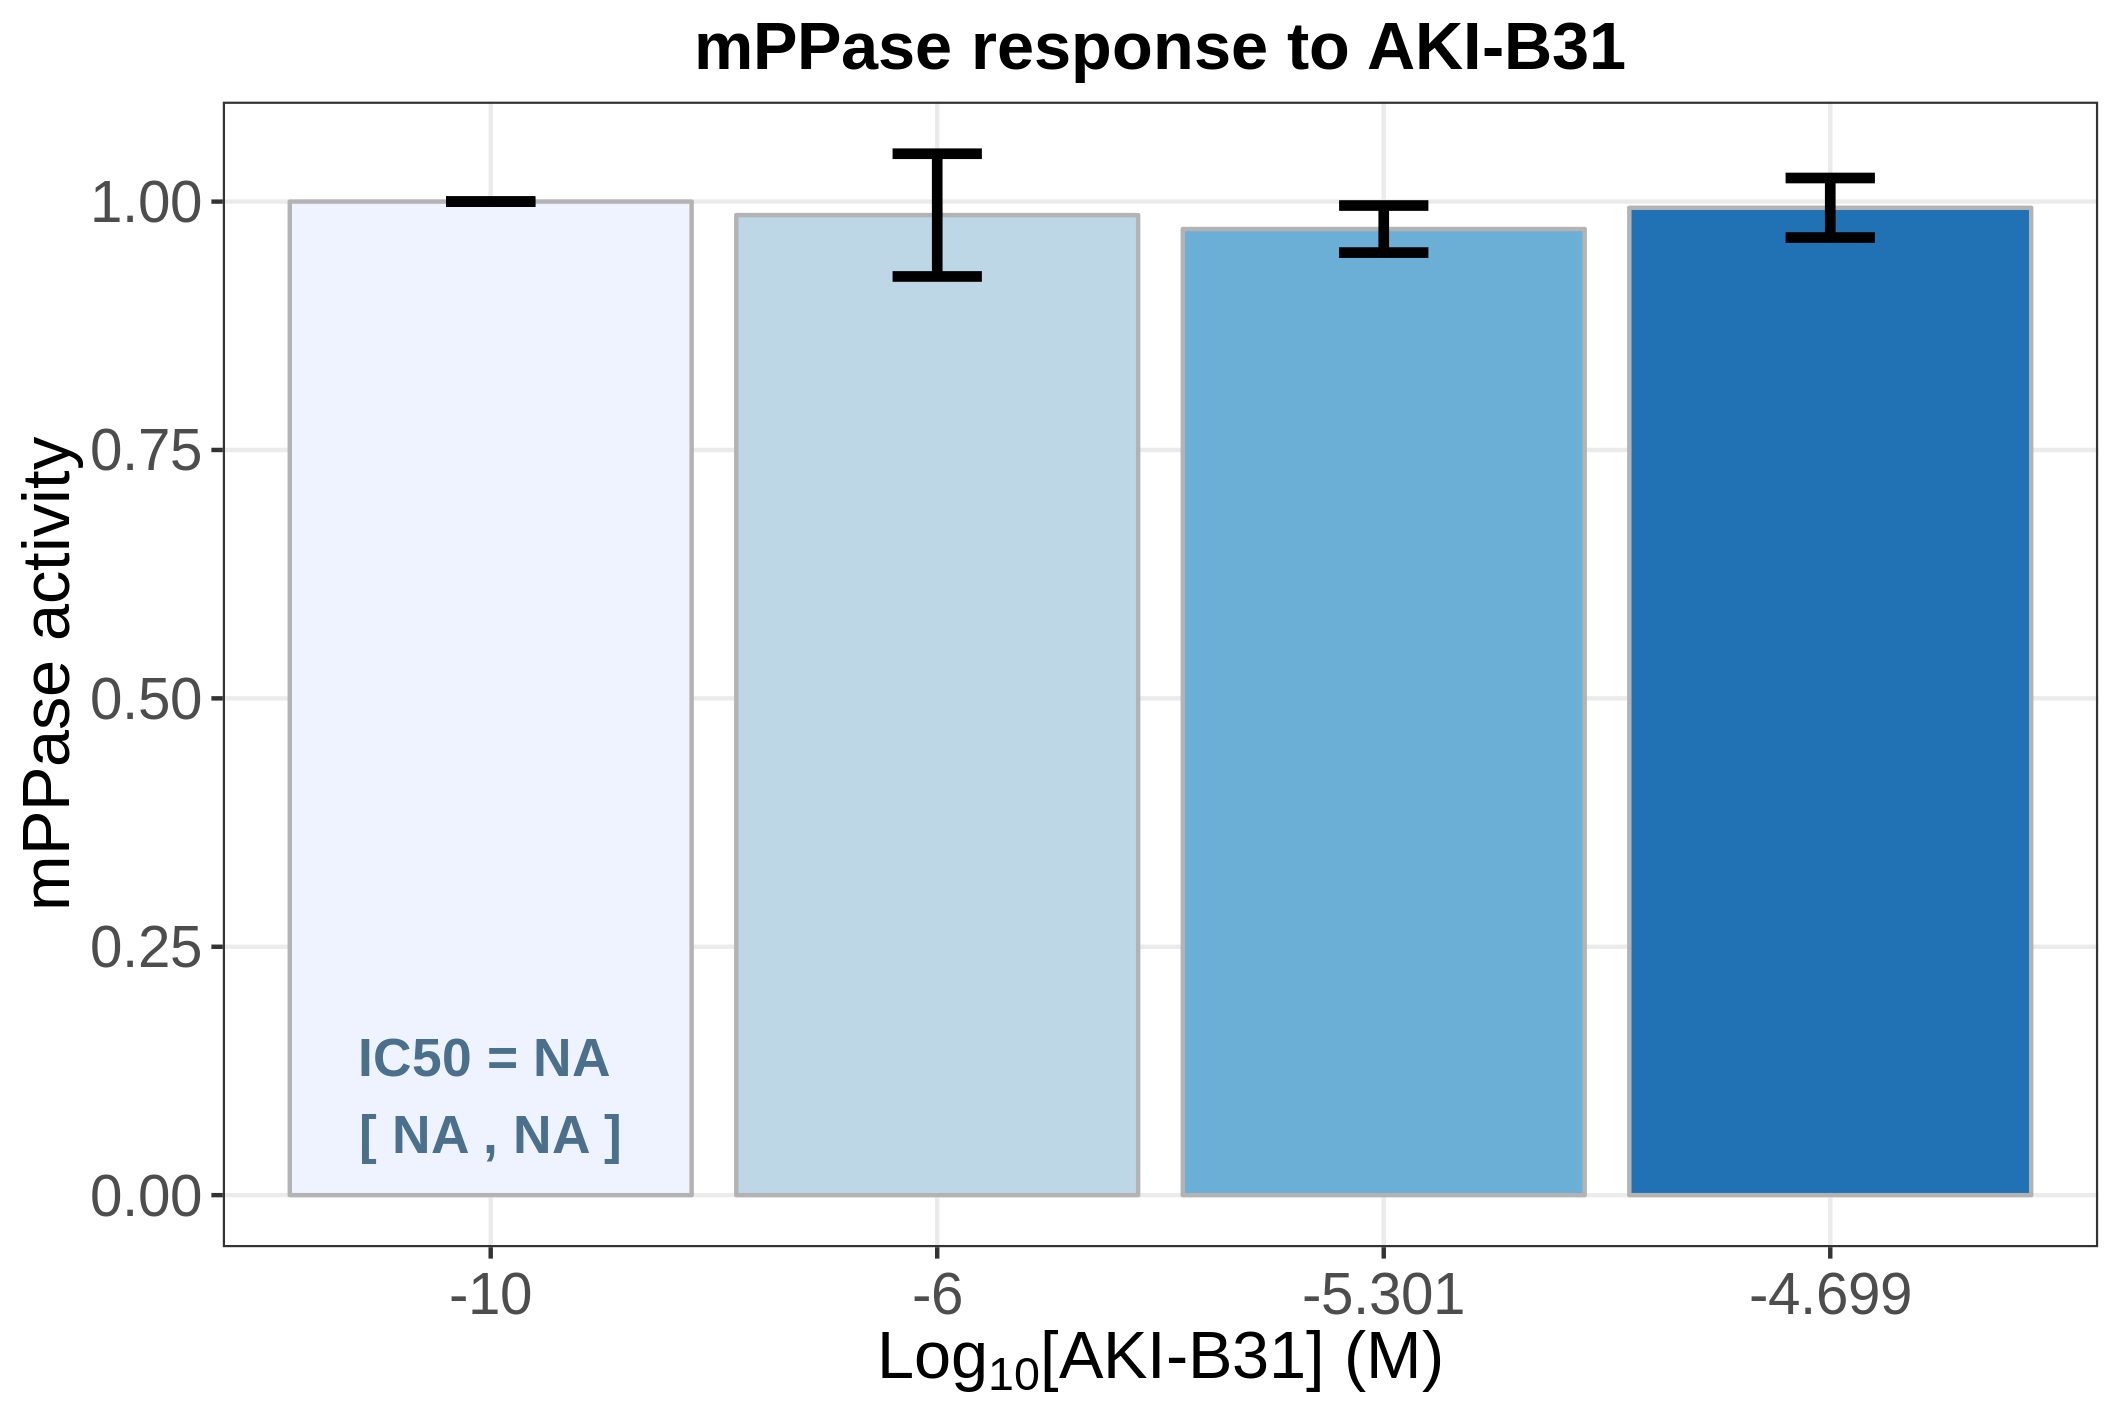 mPPase response to AKI-B31
mPPase activity
1.00
0.75
0.50
0.25
0.00
IC50 = NA
[ NA , NA ]
-10
-6
-5.301
-4.699
Log₁₀[AKI-B31] (M)